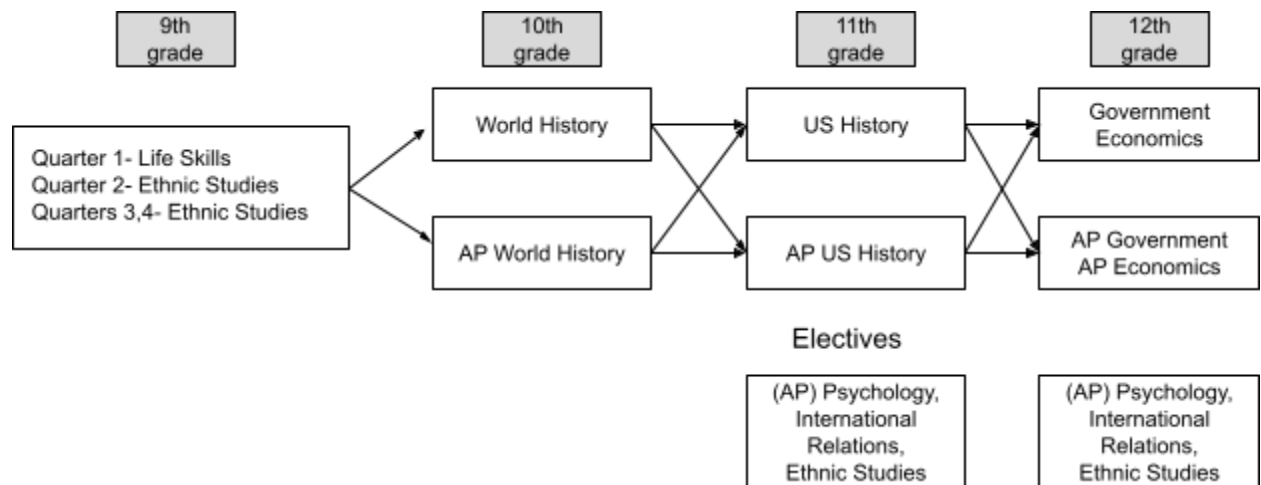 9th
grade
10th
grade
11th
grade
12th
grade
Quarter 1- Life Skills
Quarter 2- Ethnic Studies
Quarters 3,4- Ethnic Studies
World History
AP World History
US History
AP US History
Government
Economics
AP Government
AP Economics
Electives
(AP) Psychology,
International
Relations,
Ethnic Studies
(AP) Psychology,
International
Relations,
Ethnic Studies